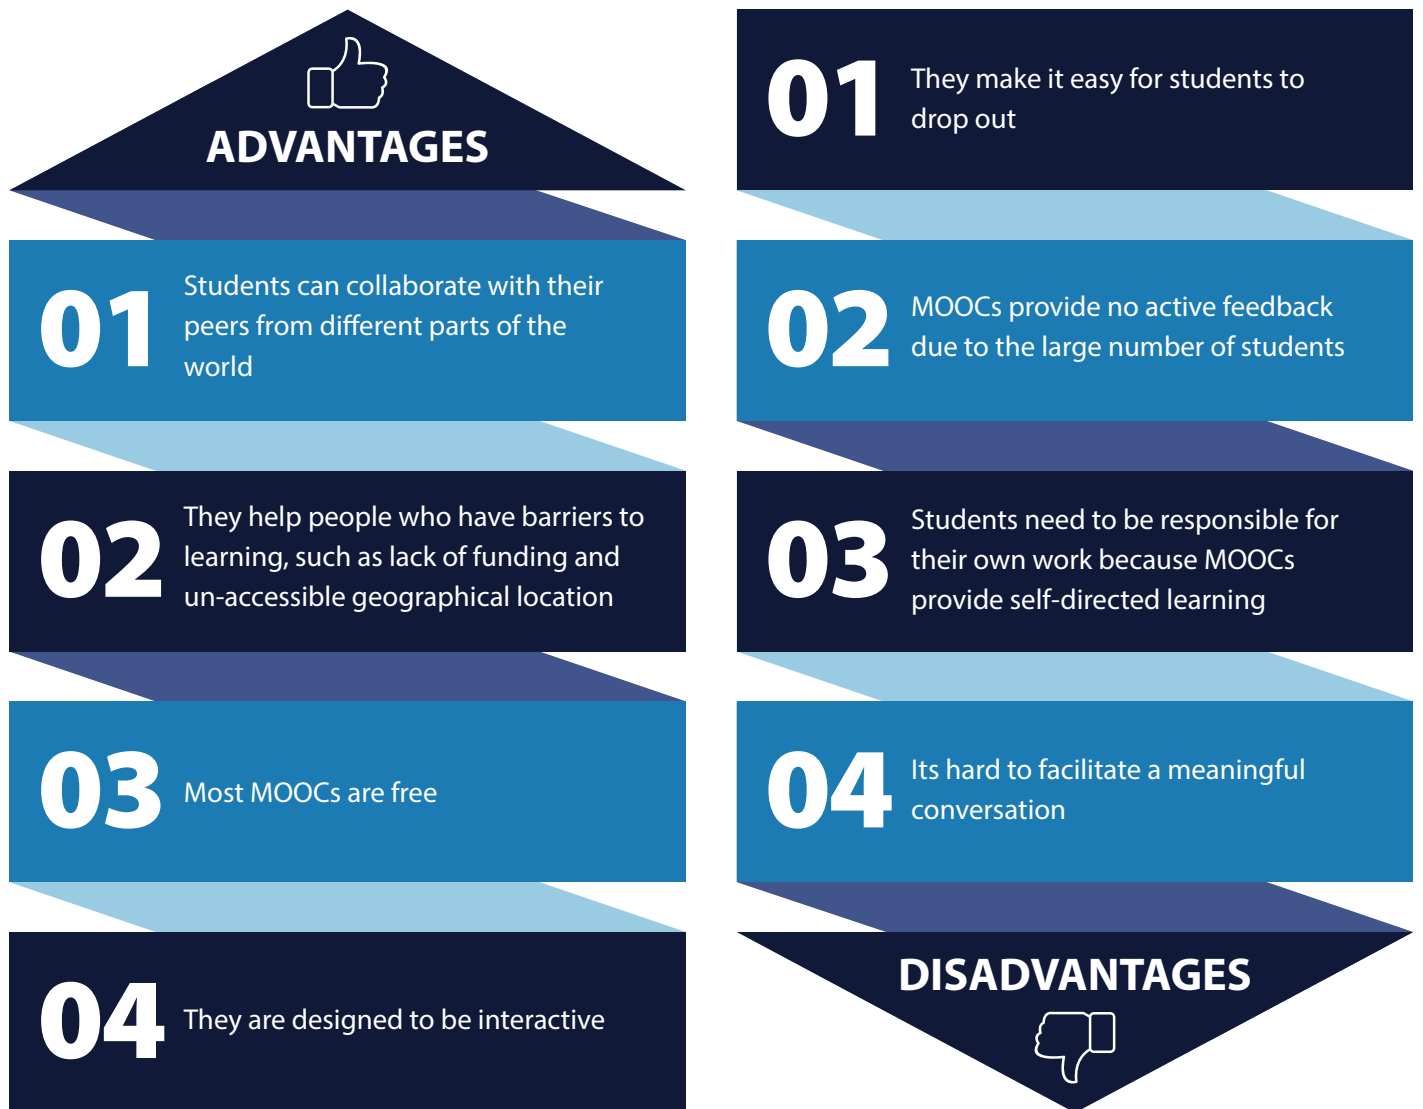 ADVANTAGES
01
Students can collaborate with their
peers from different parts of the
world
02
They help people who have barriers to
learning, such as lack of funding and
un-accessible geographical location
03
Most MOOCs are free
04
They are designed to be interactive
01
They make it easy for students to
drop out
02
MOOCs provide no active feedback
due to the large number of students
03
Students need to be responsible for
their own work because MOOCs
provide self-directed learning
04
Its hard to facilitate a meaningful
conversation
DISADVANTAGES